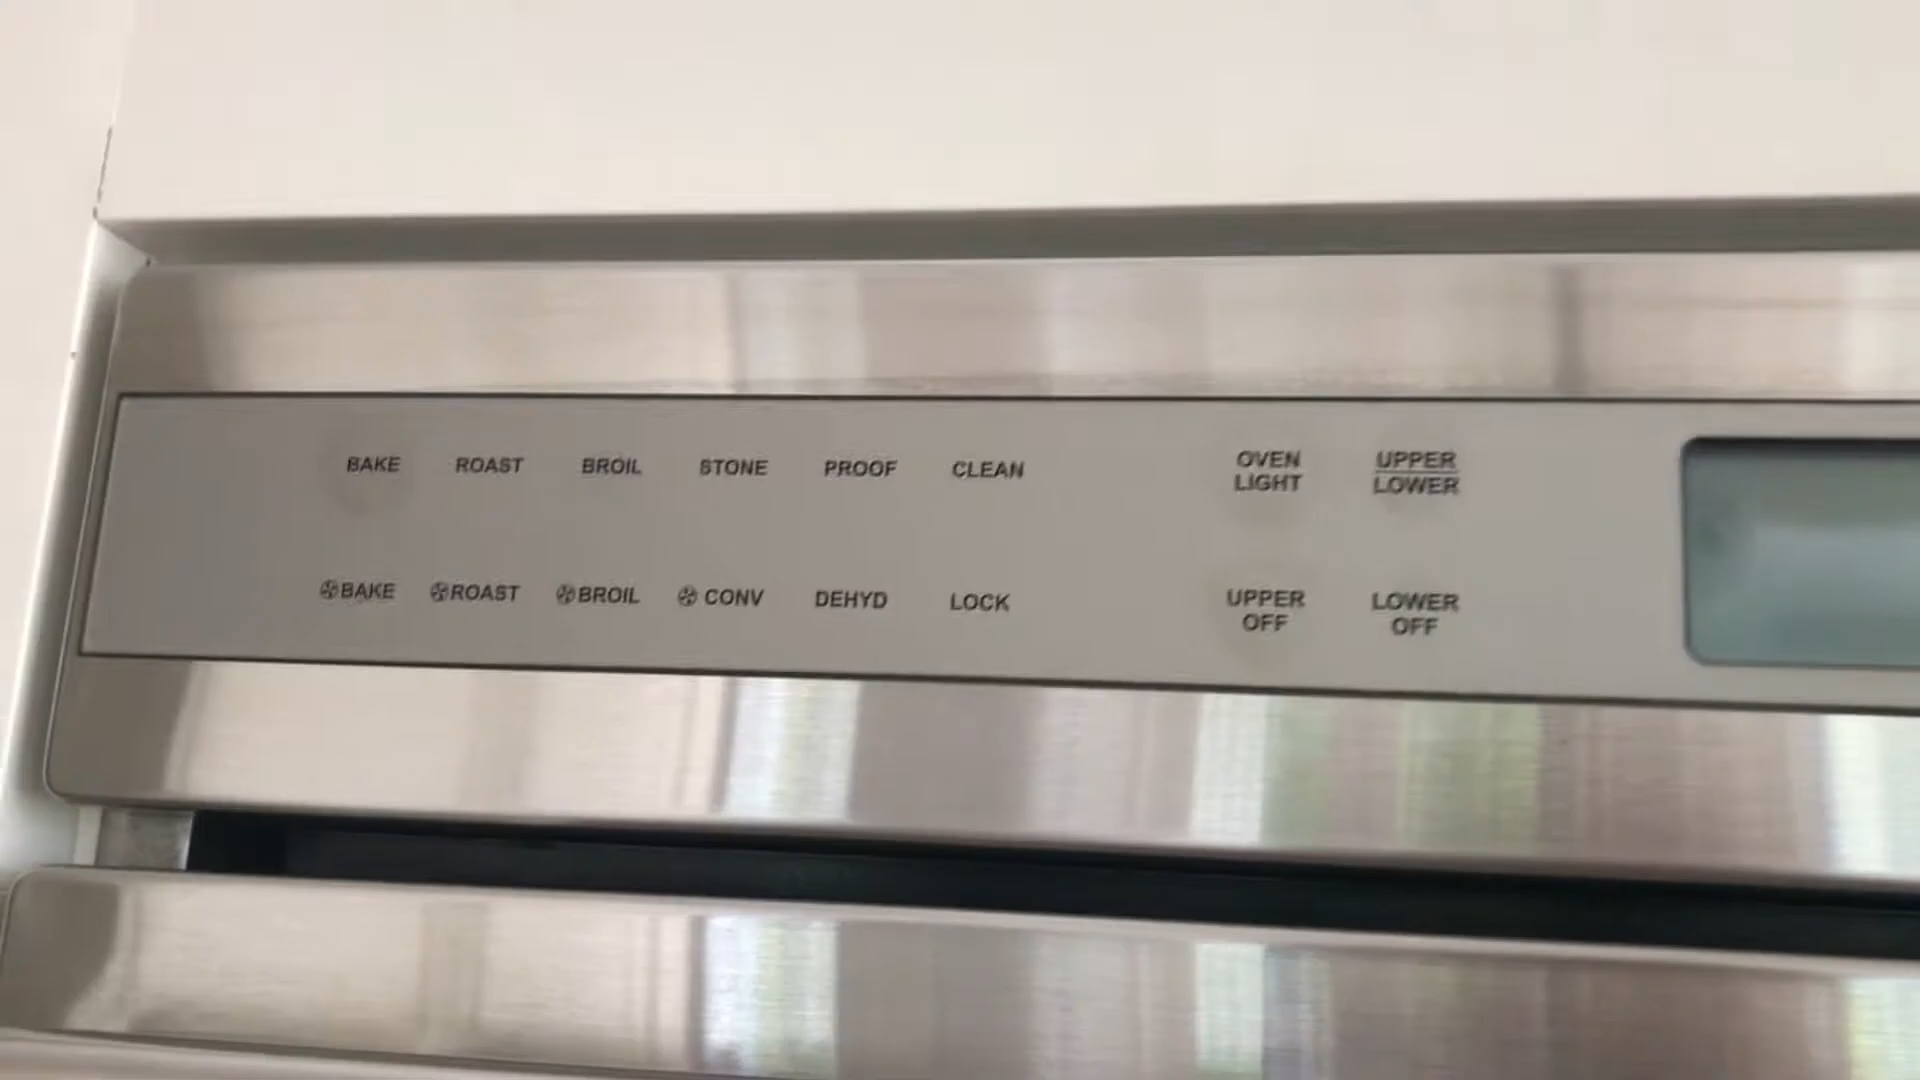 BAKE ROAST BROIL STONE PROOF CLEAN
OVEN LIGHT
UPPER LOWER
BAKE ROAST BROIL CONV DEHYD LOCK
UPPER OFF
LOWER OFF